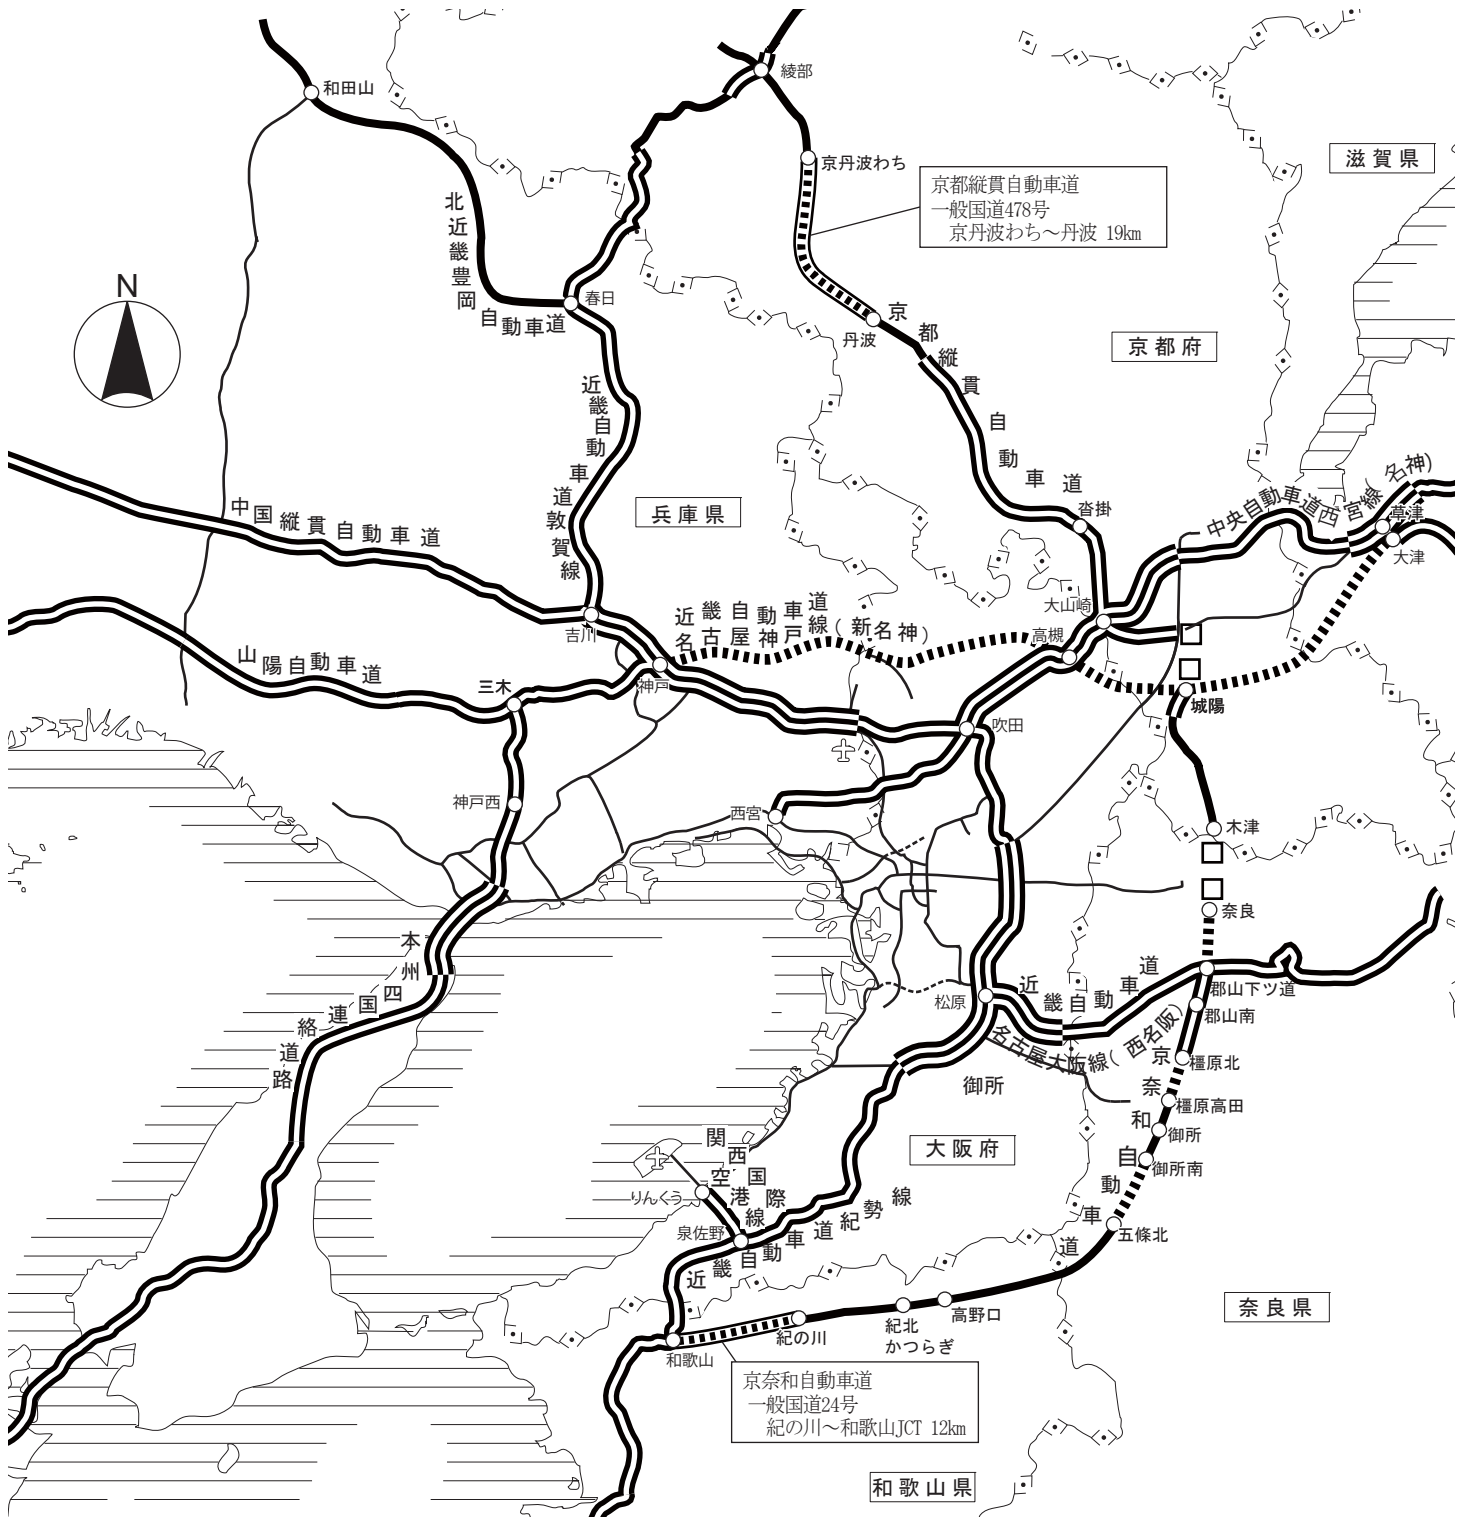 綾部
和田山
京丹波わち
滋賀県
京都縦貫自動車道
一般国道478号
京丹波わち～丹波 19km
北近畿豊岡自動車道
N
春日
丹波
京都縦貫自動車道
京都府
近畿自動車道敦賀線
中国縦貫自動車道
兵庫県
沓掛
中央自動車道西宮線(名神)
草津
大津
吉川
近畿自動車道
名古屋神戸線(新名神)
大山崎
高槻
山陽自動車道
三木
神戸
城陽
吹田
神戸西
西宮
木津
奈良
本州四国連絡道路
松原
近畿自動車道
名古屋大阪線(西名阪)
郡山下ツ道
郡山南
京奈和自動車道
橿原北
御所
橿原高田
御所
御所南
大阪府
関西空港線
国際
りんくう
泉佐野
近畿自動車道紀勢線
五條北
奈良県
高野口
紀北
かつらぎ
紀の川
和歌山
京奈和自動車道
一般国道24号
紀の川～和歌山JCT 12km
和歌山県